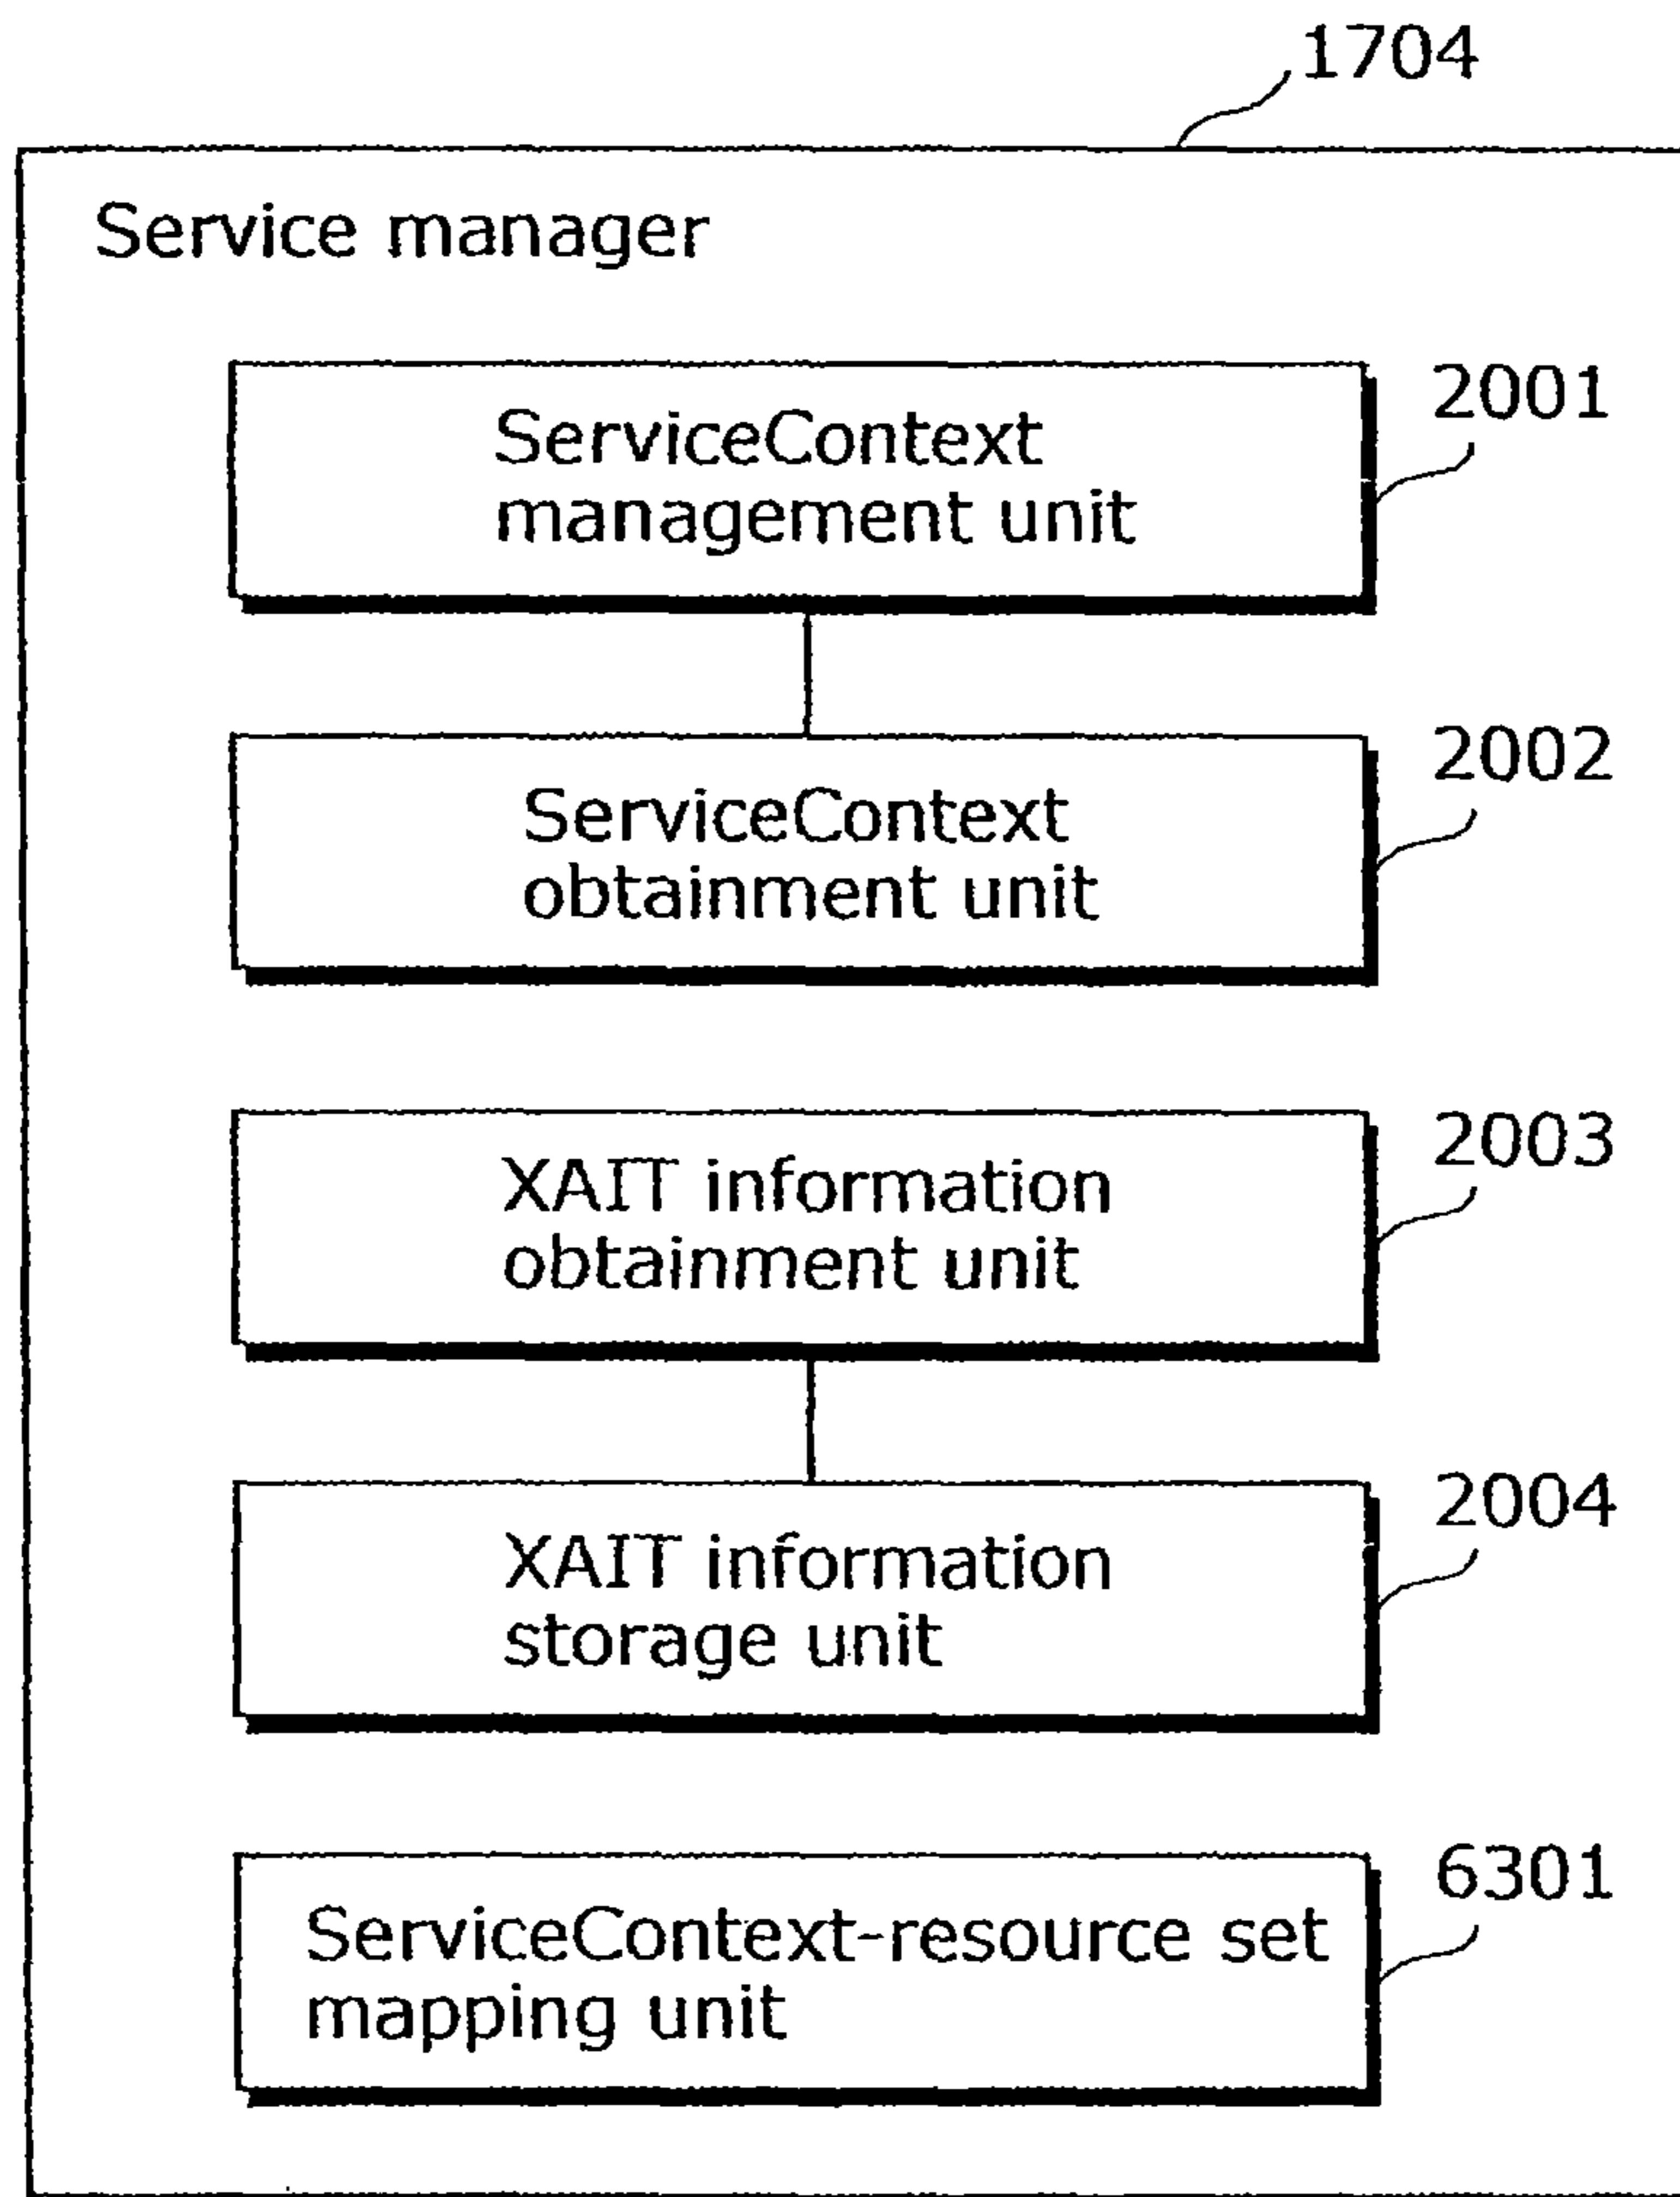 1704
Service manager
2001
ServiceContext
management unit
2002
ServiceContext
obtainment unit
2003
XAIT information
obtainment unit
2004
XAIT information
storage unit
6301
ServiceContext-resource set
mapping unit